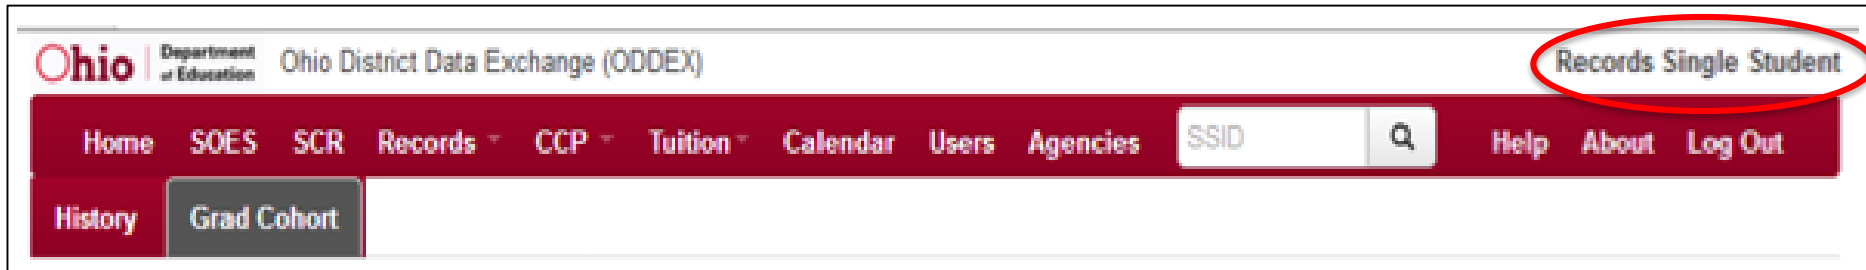 Ohio Department of Education Ohio District Data Exchange (ODDEX) Records Single Student
Home SOES SCR Records CCP Tuition Calendar Users Agencies SSID Help About Log Out
History Grad Cohort